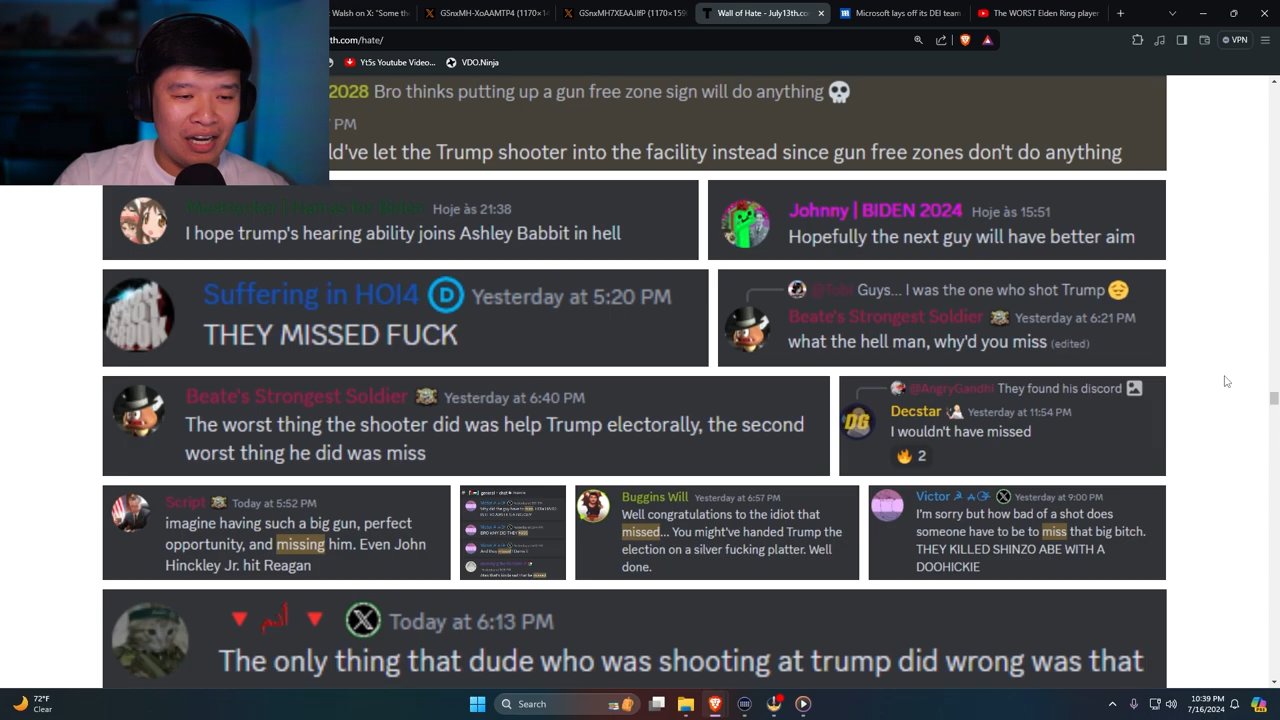 Walsh on X: "Some th
GSnxMH-XoAAMTP4 (1170×14
GSnxMH7XEAAJIfP (1170×159
Wall of Hate - July13th.com
Microsoft lays off its DEI team
The WORST Elden Ring player
th.com/hate/
VPN
Yt5s Youtube Video...
VDO.Ninja
2028 Bro thinks putting up a gun free zone sign will do anything 💀
PM
ld've let the Trump shooter into the facility instead since gun free zones don't do anything
Hoje às 21:38
I hope trump's hearing ability joins Ashley Babbit in hell
Johnny | BIDEN 2024 Hoje às 15:51
Hopefully the next guy will have better aim
Suffering in HOI4 D Yesterday at 5:20 PM
THEY MISSED FUCK
@Tobi Guys... I was the one who shot Trump 😔
Beate's Strongest Soldier Yesterday at 6:21 PM
what the hell man, why'd you miss (edited)
Beate's Strongest Soldier Yesterday at 6:40 PM
The worst thing the shooter did was help Trump electorally, the second
worst thing he did was miss
@AngryGandhi They found his discord
Decstar Yesterday at 11:54 PM
DG
I wouldn't have missed
🔥 2
Script Today at 5:52 PM
imagine having such a big gun, perfect
opportunity, and missing him. Even John
Hinckley Jr. hit Reagan
Buggins Will Yesterday at 6:57 PM
Well congratulations to the idiot that
missed... You might've handed Trump the
election on a silver fucking platter. Well
done.
Victor Yesterday at 9:00 PM
I'm sorry but how bad of a shot does
someone have to be to miss that big bitch.
THEY KILLED SHINZO ABE WITH A
DOOHICKIE
Today at 6:13 PM
The only thing that dude who was shooting at trump did wrong was that
72°F
Clear
Search
10:39 PM
7/16/2024